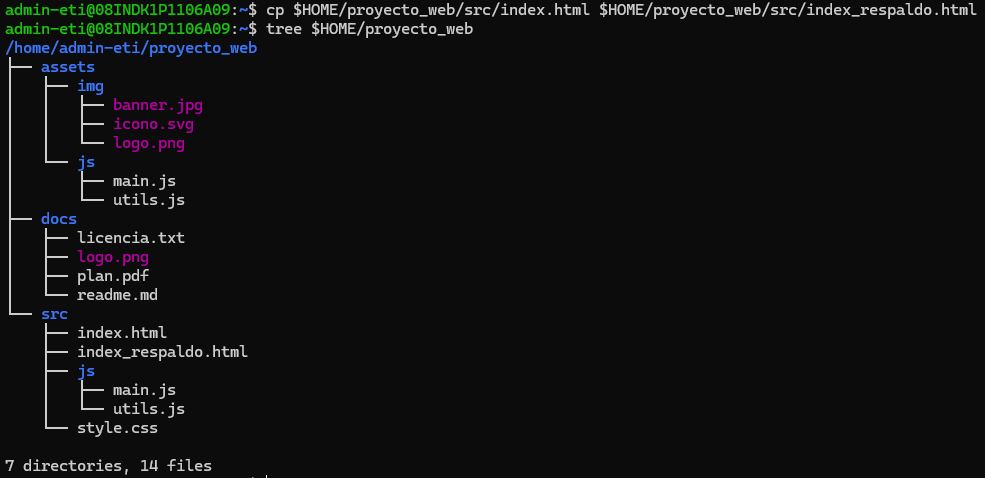 admin-eti@08INDK1P1106A09:~$ cp $HOME/proyecto_web/src/index.html $HOME/proyecto_web/src/index_respaldo.html
admin-eti@08INDK1P1106A09:~$ tree $HOME/proyecto_web
/home/admin-eti/proyecto_web
├── assets
│   ├── img
│   │   ├── banner.jpg
│   │   ├── icono.svg
│   │   └── logo.png
│   └── js
│       ├── main.js
│       └── utils.js
├── docs
│   ├── licencia.txt
│   ├── logo.png
│   ├── plan.pdf
│   └── readme.md
└── src
    ├── index.html
    ├── index_respaldo.html
    ├── js
    │   ├── main.js
    │   └── utils.js
    └── style.css
7 directories, 14 files